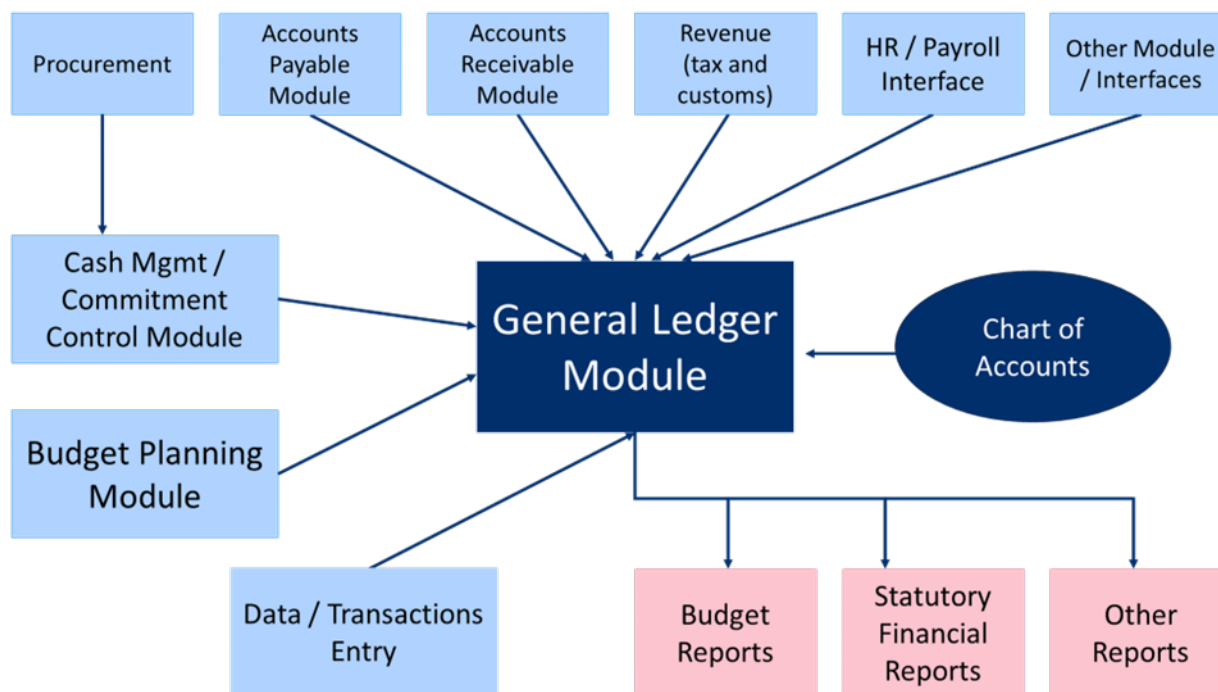 Procurement
Accounts
Payable
Module
Accounts
Receivable
Module
Revenue
(tax and
customs)
HR / Payroll
Interface
Other Module
/ Interfaces
Cash Mgmt /
Commitment
Control Module
General Ledger
Module
Chart of
Accounts
Budget Planning
Module
Data / Transactions
Entry
Budget
Reports
Statutory
Financial
Reports
Other
Reports